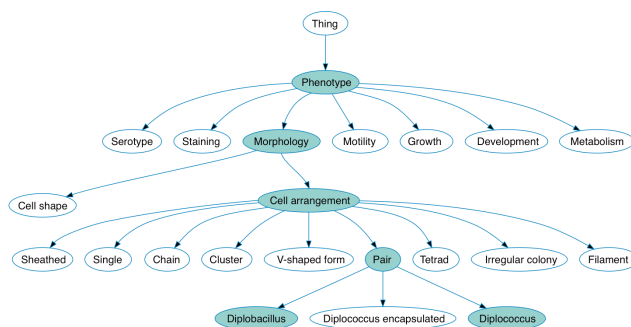 Thing
Phenotype
Serotype Staining Morphology Motility Growth Development Metabolism
Cell shape
Cell arrangement
Sheathed Single Chain Cluster V-shaped form Pair Tetrad Irregular colony Filament
Diplobacillus Diplococcus encapsulated Diplococcus